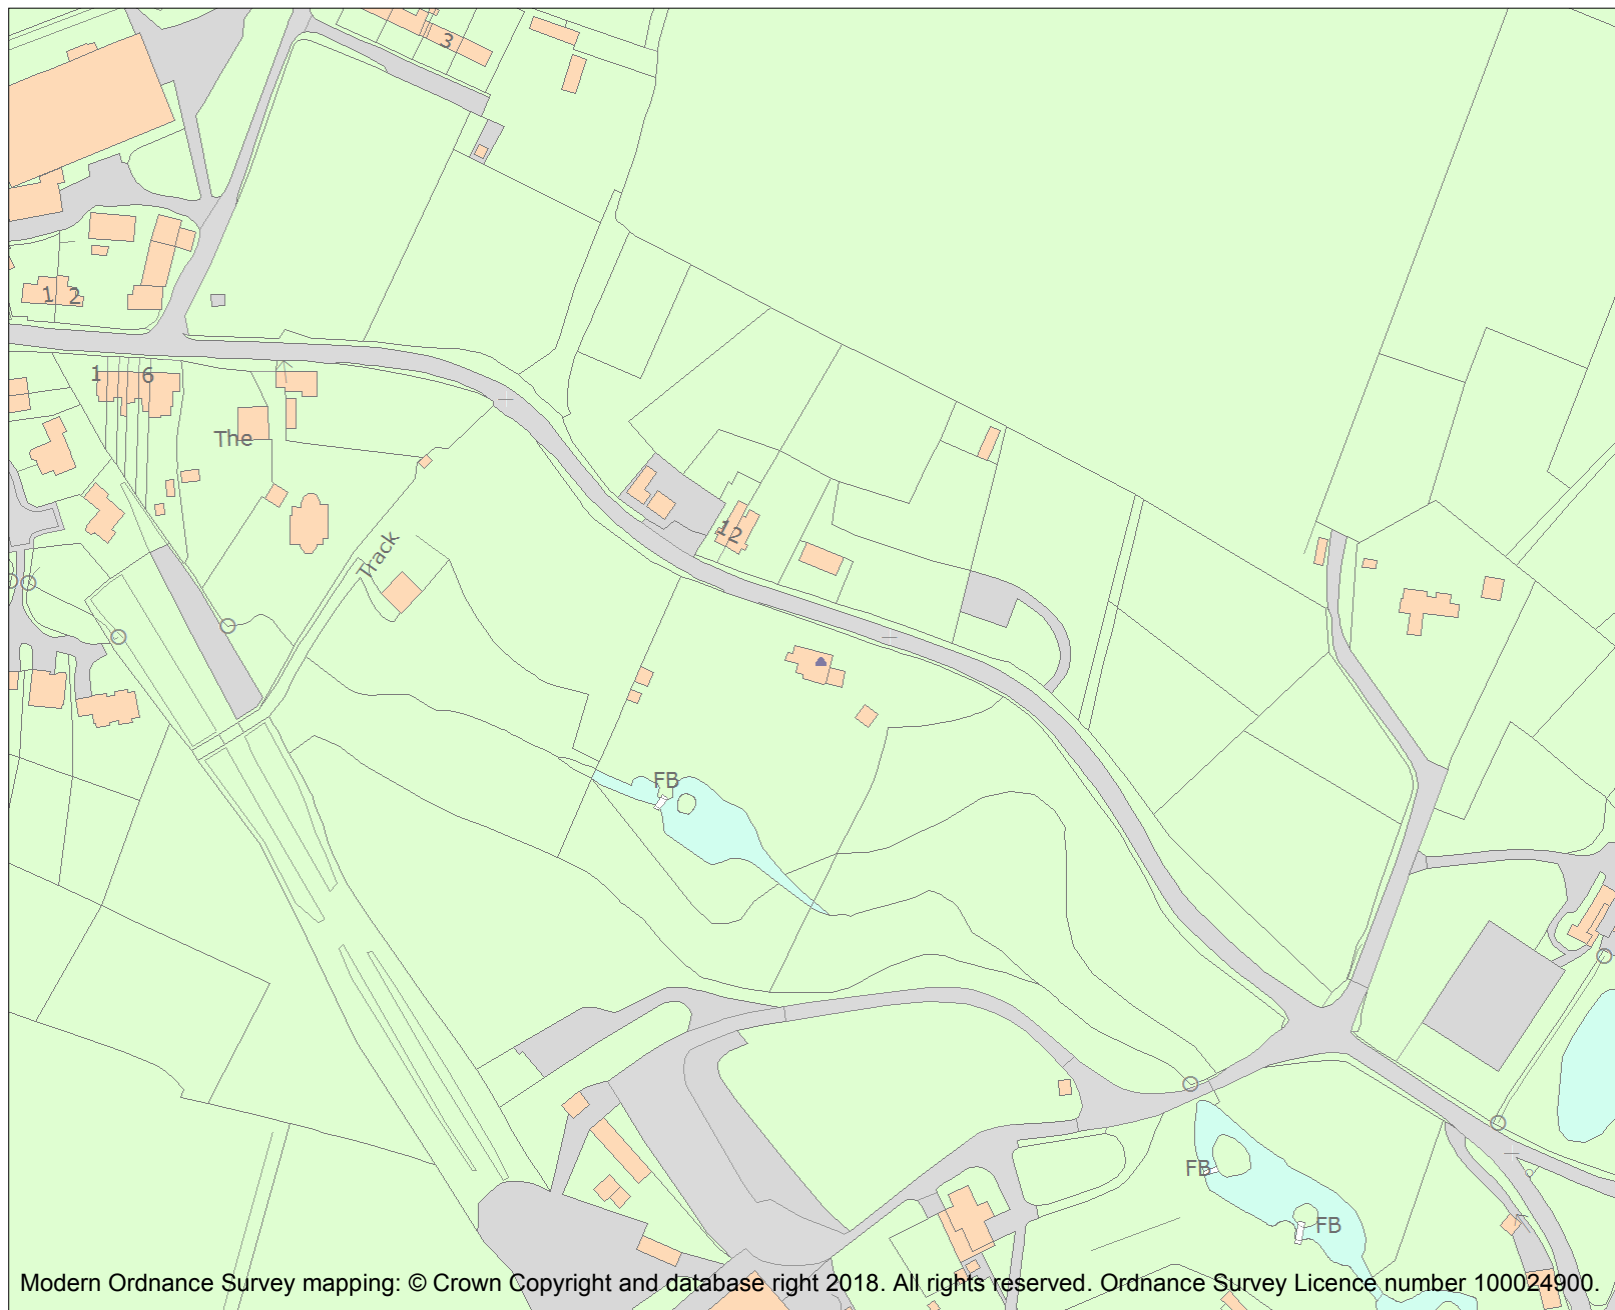 3
1 2
1 6
The
Track
12
FB
FB
FB
Modern Ordnance Survey mapping: © Crown Copyright and database right 2018. All rights reserved. Ordnance Survey Licence number 100024900.